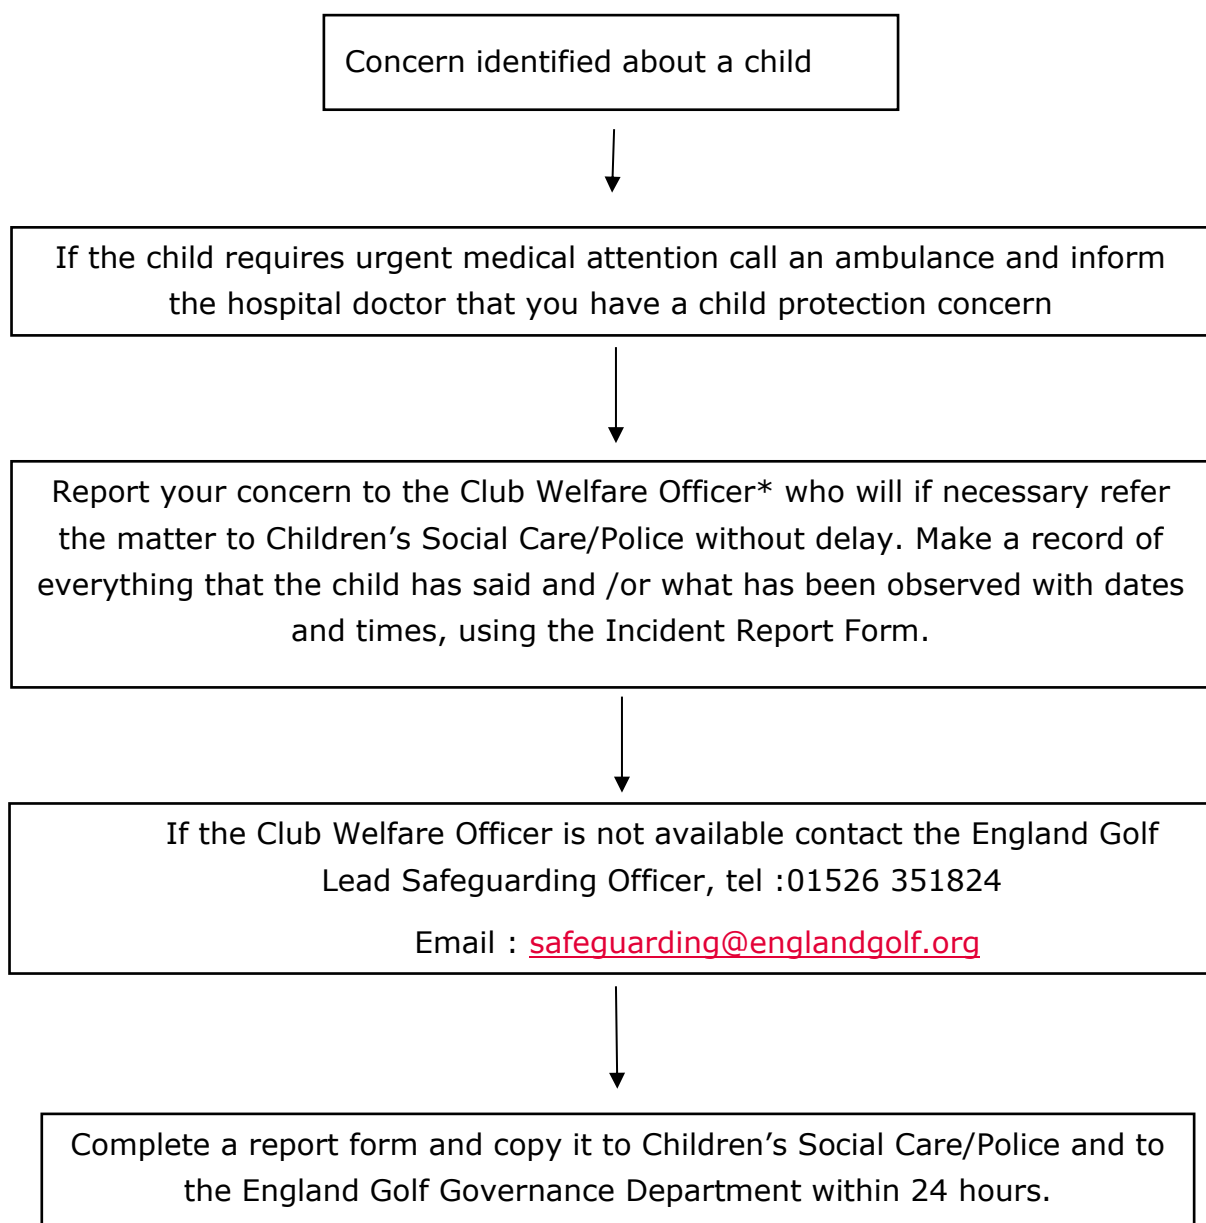 Concern identified about a child
If the child requires urgent medical attention call an ambulance and inform
the hospital doctor that you have a child protection concern
Report your concern to the Club Welfare Officer* who will if necessary refer
the matter to Children’s Social Care/Police without delay. Make a record of
everything that the child has said and /or what has been observed with dates
and times, using the Incident Report Form.
If the Club Welfare Officer is not available contact the England Golf
Lead Safeguarding Officer, tel :01526 351824
Email : safeguarding@englandgolf.org
Complete a report form and copy it to Children’s Social Care/Police and to
the England Golf Governance Department within 24 hours.